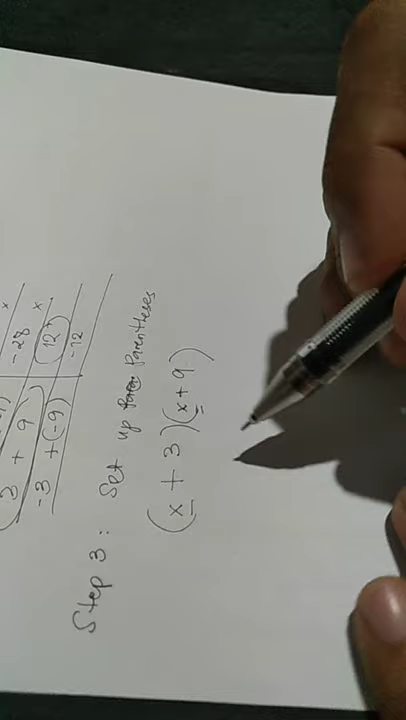 3 + 9 -28 x
-3 + (-9) 12 x
-12
Step 3 : Set up Parentheses
(x + 3)(x + 9)